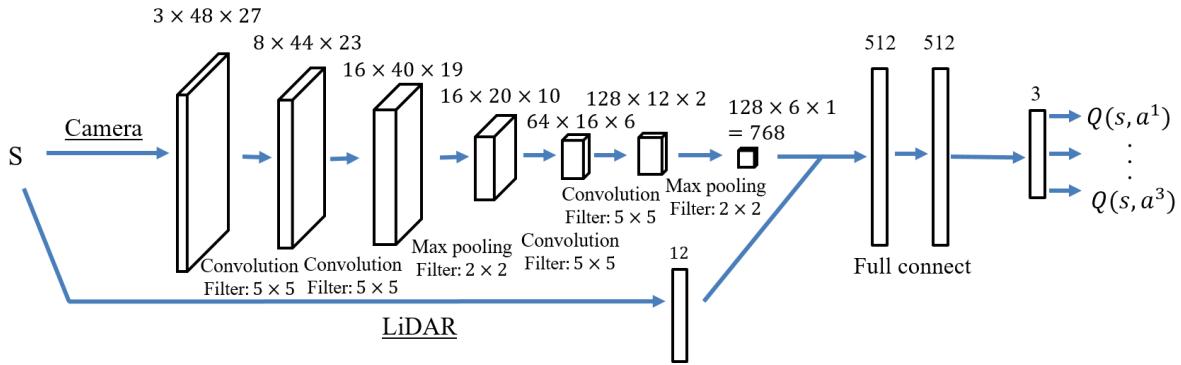 3 × 48 × 27
8 × 44 × 23
16 × 40 × 19
16 × 20 × 10
64 × 16 × 6
128 × 12 × 2
128 × 6 × 1
= 768
512
512
3
S
Camera
Convolution
Filter: 5 × 5
Convolution
Filter: 5 × 5
Max pooling
Filter: 2 × 2
Convolution
Filter: 5 × 5
Convolution
Filter: 5 × 5
Max pooling
Filter: 2 × 2
12
LiDAR
Full connect
Q(s, a¹)
.
.
.
Q(s, a³)